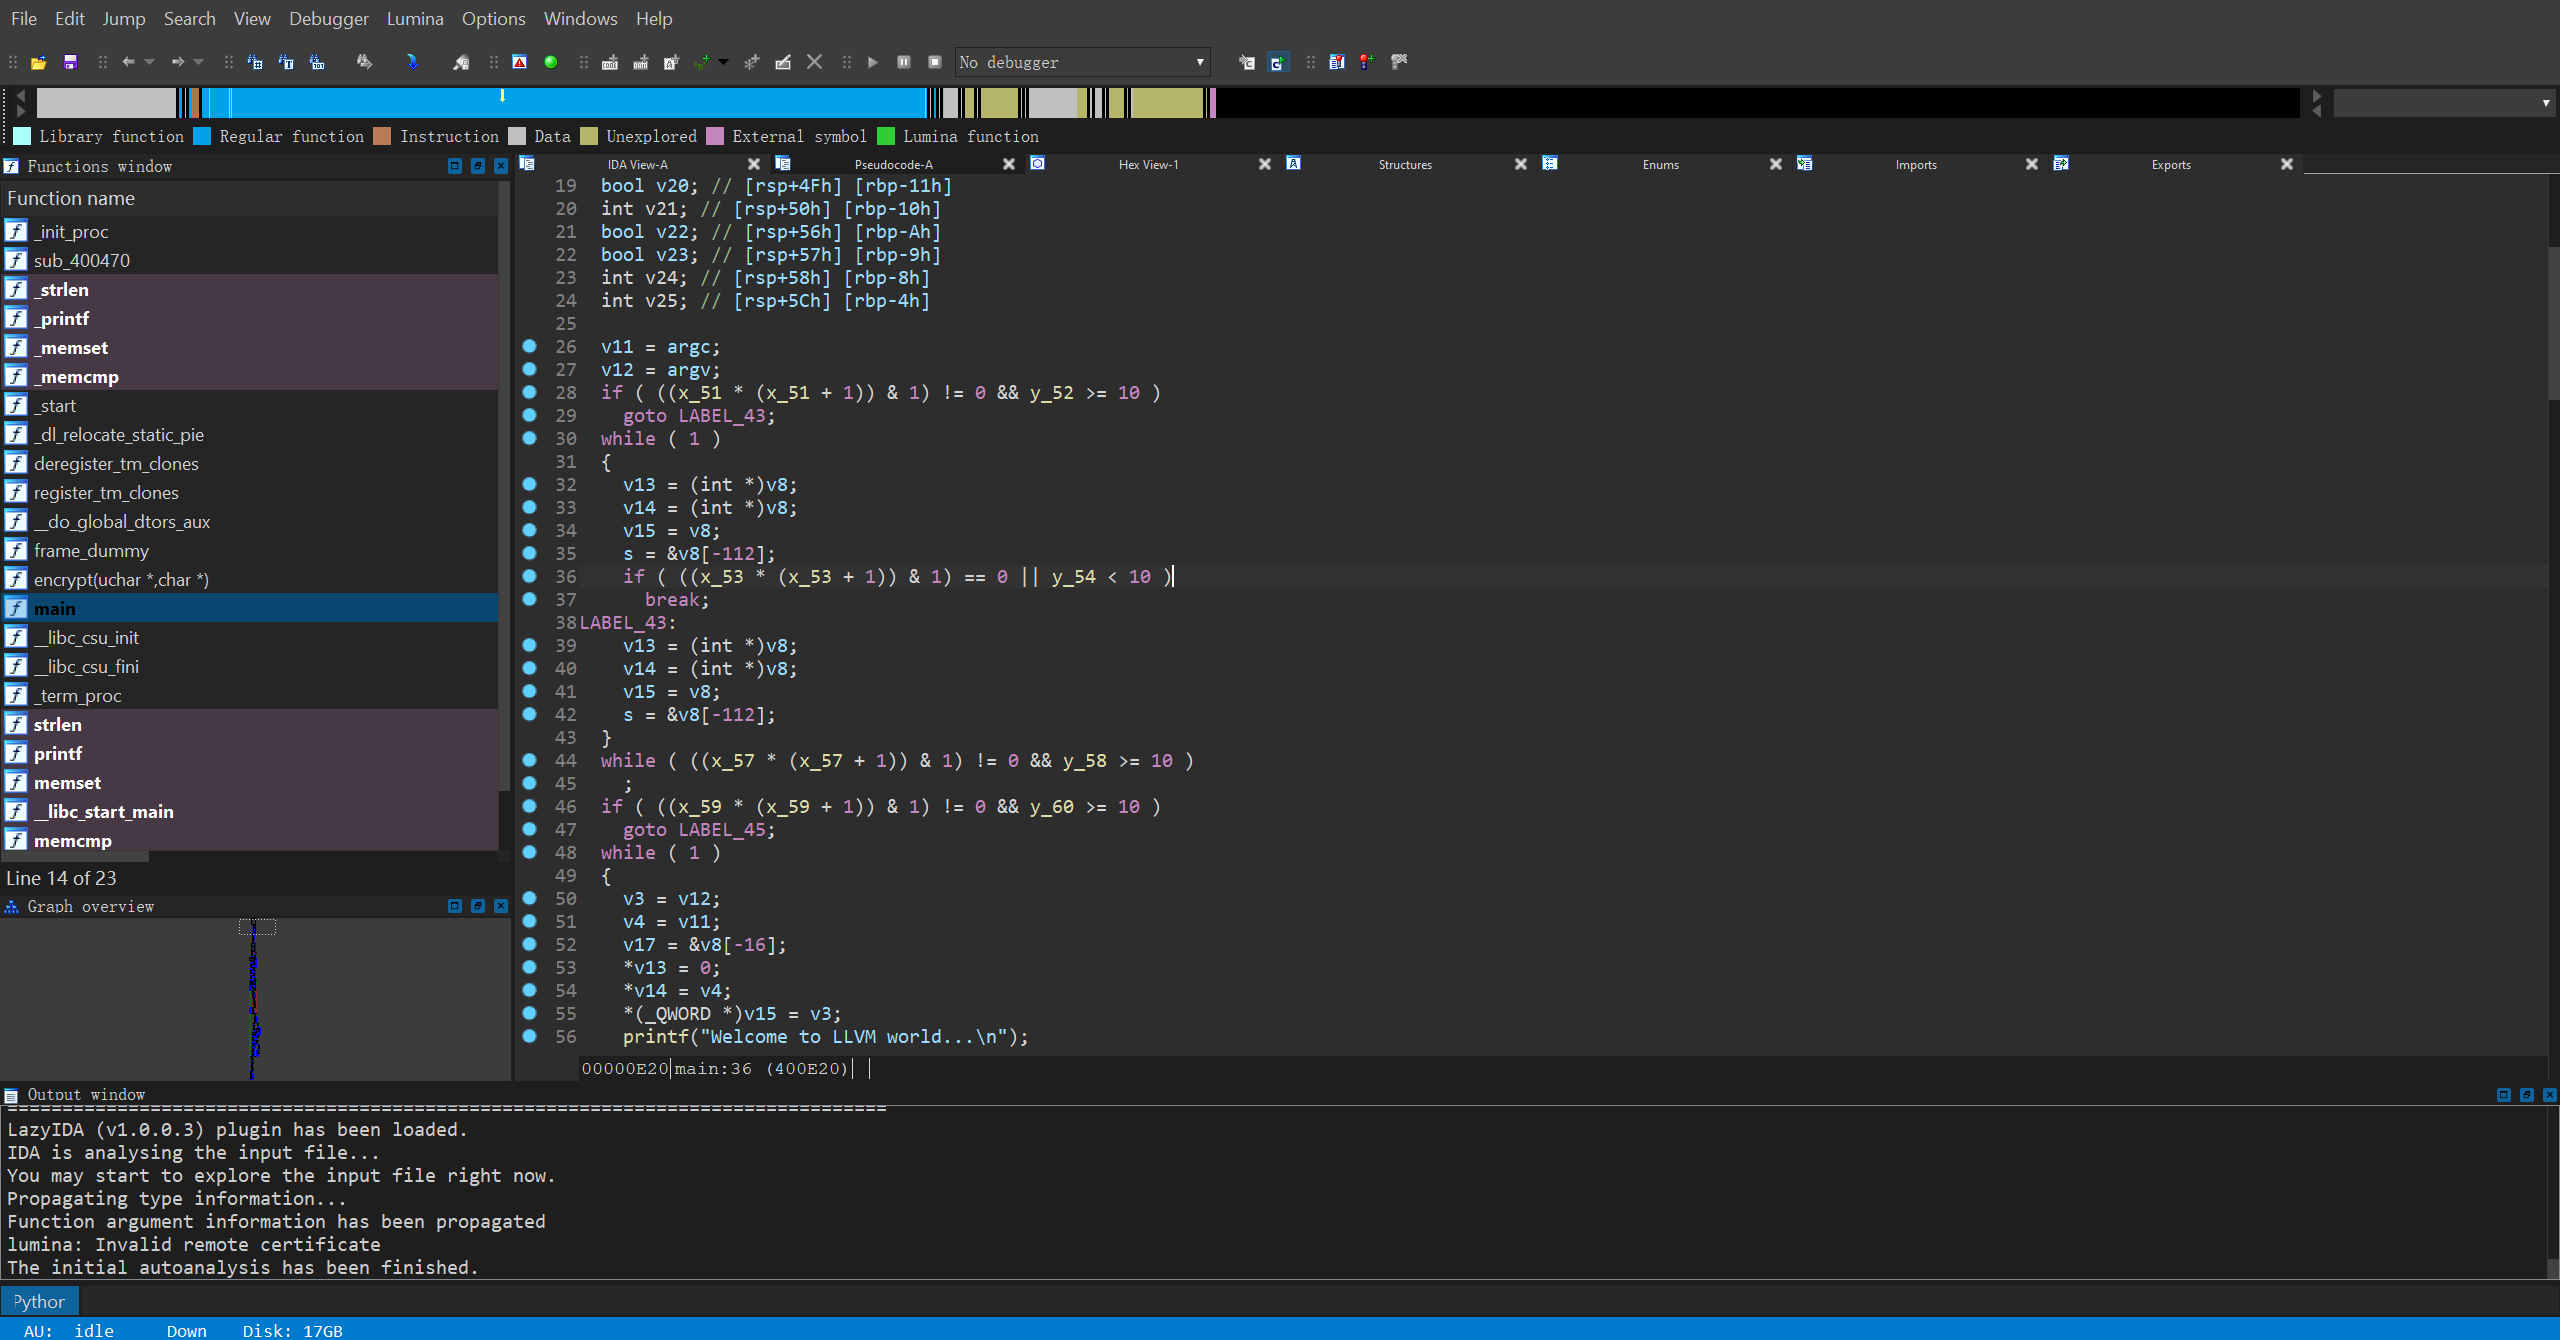 File Edit Jump Search View Debugger Lumina Options Windows Help
No debugger
Library function Regular function Instruction Data Unexplored External symbol Lumina function
Functions window
Function name
_init_proc
sub_400470
_strlen
_printf
_memset
_memcmp
_start
_dl_relocate_static_pie
deregister_tm_clones
register_tm_clones
__do_global_dtors_aux
frame_dummy
encrypt(uchar *,char *)
main
__libc_csu_init
__libc_csu_fini
_term_proc
strlen
printf
memset
__libc_start_main
memcmp
Line 14 of 23
Graph overview
IDA View-A Pseudocode-A Hex View-1 Structures Enums Imports Exports
19 bool v20; // [rsp+4Fh] [rbp-11h]
20 int v21; // [rsp+50h] [rbp-10h]
21 bool v22; // [rsp+56h] [rbp-Ah]
22 bool v23; // [rsp+57h] [rbp-9h]
23 int v24; // [rsp+58h] [rbp-8h]
24 int v25; // [rsp+5Ch] [rbp-4h]
25
26 v11 = argc;
27 v12 = argv;
28 if ( ((x_51 * (x_51 + 1)) & 1) != 0 && y_52 >= 10 )
29 goto LABEL_43;
30 while ( 1 )
31 {
32 v13 = (int *)v8;
33 v14 = (int *)v8;
34 v15 = v8;
35 s = &v8[-112];
36 if ( ((x_53 * (x_53 + 1)) & 1) == 0 || y_54 < 10 )
37 break;
38 LABEL_43:
39 v13 = (int *)v8;
40 v14 = (int *)v8;
41 v15 = v8;
42 s = &v8[-112];
43 }
44 while ( ((x_57 * (x_57 + 1)) & 1) != 0 && y_58 >= 10 )
45 ;
46 if ( ((x_59 * (x_59 + 1)) & 1) != 0 && y_60 >= 10 )
47 goto LABEL_45;
48 while ( 1 )
49 {
50 v3 = v12;
51 v4 = v11;
52 v17 = &v8[-16];
53 *v13 = 0;
54 *v14 = v4;
55 *(_QWORD *)v15 = v3;
56 printf("Welcome to LLVM world...\n");
00000E20 main:36 (400E20)
Output window
================================================================================
LazyIDA (v1.0.0.3) plugin has been loaded.
IDA is analysing the input file...
You may start to explore the input file right now.
Propagating type information...
Function argument information has been propagated
lumina: Invalid remote certificate
The initial autoanalysis has been finished.
Python
AU: idle Down Disk: 17GB